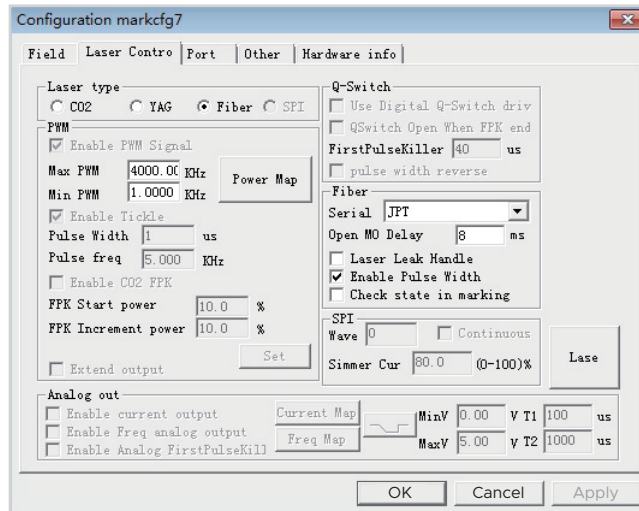 Configuration markcfg7
Field Laser Contro Port Other Hardware info
Laser type
CO2 YAG Fiber SPI
PWM
Enable PWM Signal
Max PWM 4000.00 KHz
Min PWM 1.0000 KHz
Power Map
Enable Tickle
Pulse Width 1 us
Pulse freq 5.000 KHz
Enable CO2 FPK
FPK Start power 10.0 %
FPK Increment power 10.0 %
Set
Extend output
Q-Switch
Use Digital Q-Switch driv
QSwitch Open When FPK end
FirstPulseKiller 40 us
pulse width reverse
Fiber
Serial JPT
Open MO Delay 8 ms
Laser Leak Handle
Enable Pulse Width
Check state in marking
SPI
Wave 0 Continuous
Simmer Cur 80.0 (0-100)%
Lase
Analog out
Enable current output
Enable Freq analog output
Enable Analog FirstPulseKill
Current Map
Freq Map
MinV 0.00 V T1 100 us
MaxV 5.00 V T2 1000 us
OK Cancel Apply